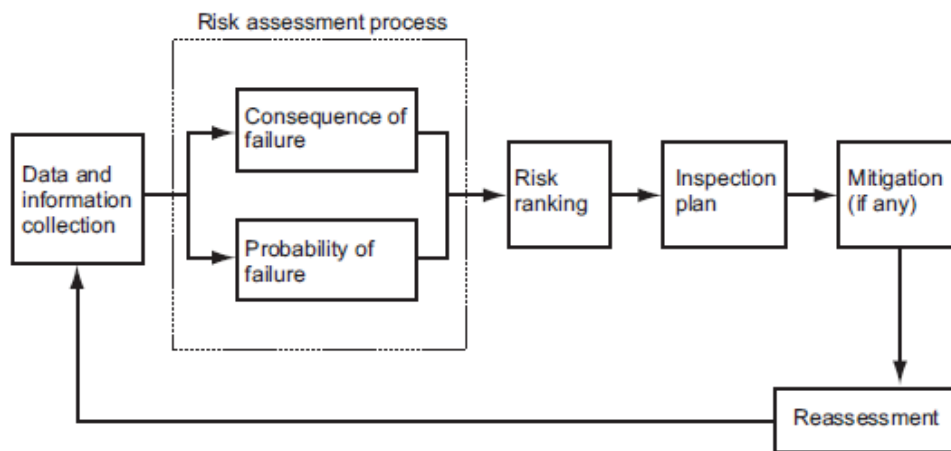 Risk assessment process
Consequence of
failure
Data and
information
collection
Probability of
failure
Risk
ranking
Inspection
plan
Mitigation
(if any)
Reassessment